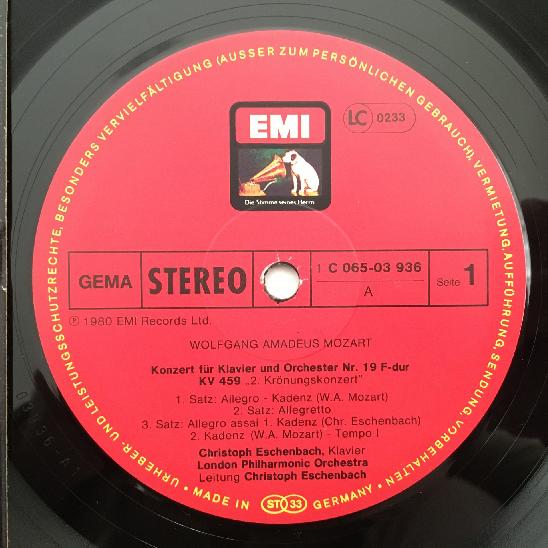 URHEBER- UND LEISTUNGSSCHUTZRECHTE, BESONDERS VERVIELFÄLTIGUNG (AUSSER ZUM PERSÖNLICHEN GEBRAUCH), VERMIETUNG, AUFFÜHRUNG, SENDUNG, VORBEHALTEN
EMI
LC 0233
Die Stimme seines Herrn
GEMA STEREO 1 C 065-03 936 A Seite 1
℗ 1980 EMI Records Ltd.
WOLFGANG AMADEUS MOZART
Konzert für Klavier und Orchester Nr. 19 F-dur
KV 459 „2. Krönungskonzert"
1. Satz: Allegro - Kadenz (W.A. Mozart)
2. Satz: Allegretto
3. Satz: Allegro assai 1. Kadenz (Chr. Eschenbach)
2. Kadenz (W.A. Mozart) - Tempo I
Christoph Eschenbach, Klavier
London Philharmonic Orchestra
Leitung Christoph Eschenbach
• MADE IN ST 33 GERMANY •